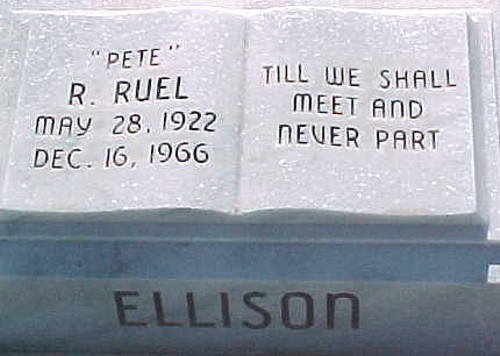 "PETE"
R. RUEL
MAY 28, 1922
DEC. 16, 1966
TILL WE SHALL
MEET AND
NEVER PART
ELLISON